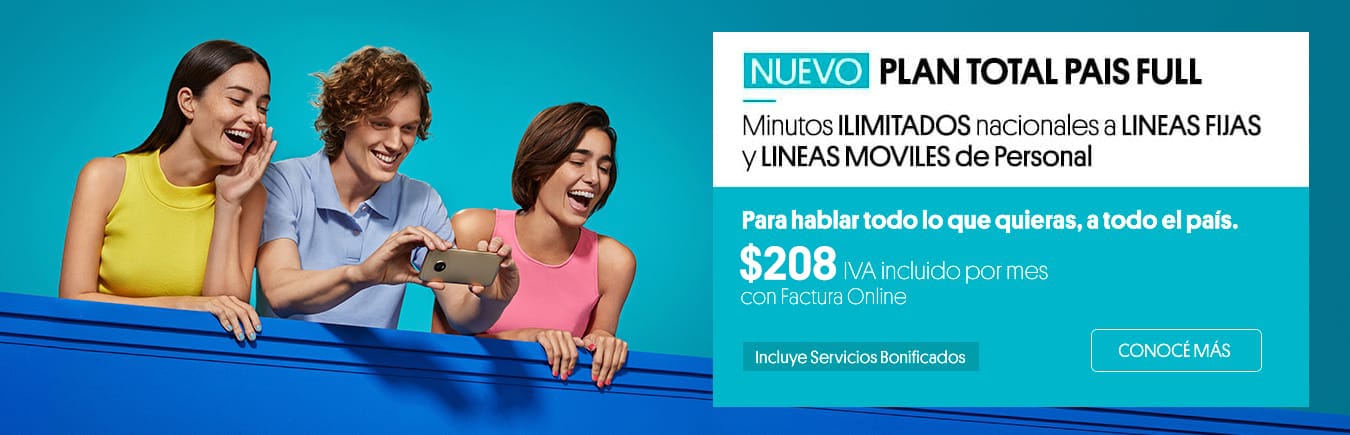 NUEVO PLAN TOTAL PAIS FULL
Minutos ILIMITADOS nacionales a LINEAS FIJAS
y LINEAS MOVILES de Personal
Para hablar todo lo que quieras, a todo el país.
$208 IVA incluido por mes
con Factura Online
Incluye Servicios Bonificados
CONOCÉ MÁS